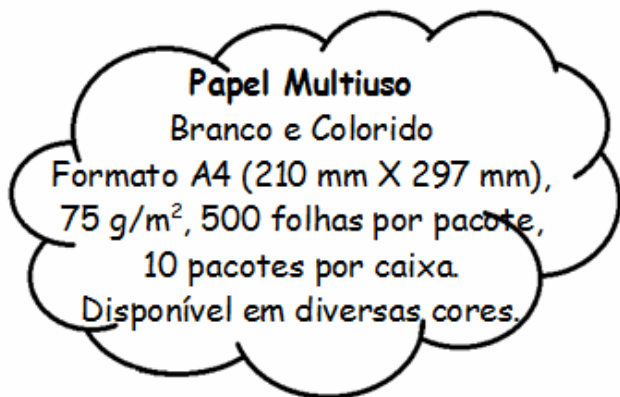 Papel Multiuso
Branco e Colorido
Formato A4 (210 mm X 297 mm),
75 g/m², 500 folhas por pacote,
10 pacotes por caixa.
Disponível em diversas cores.